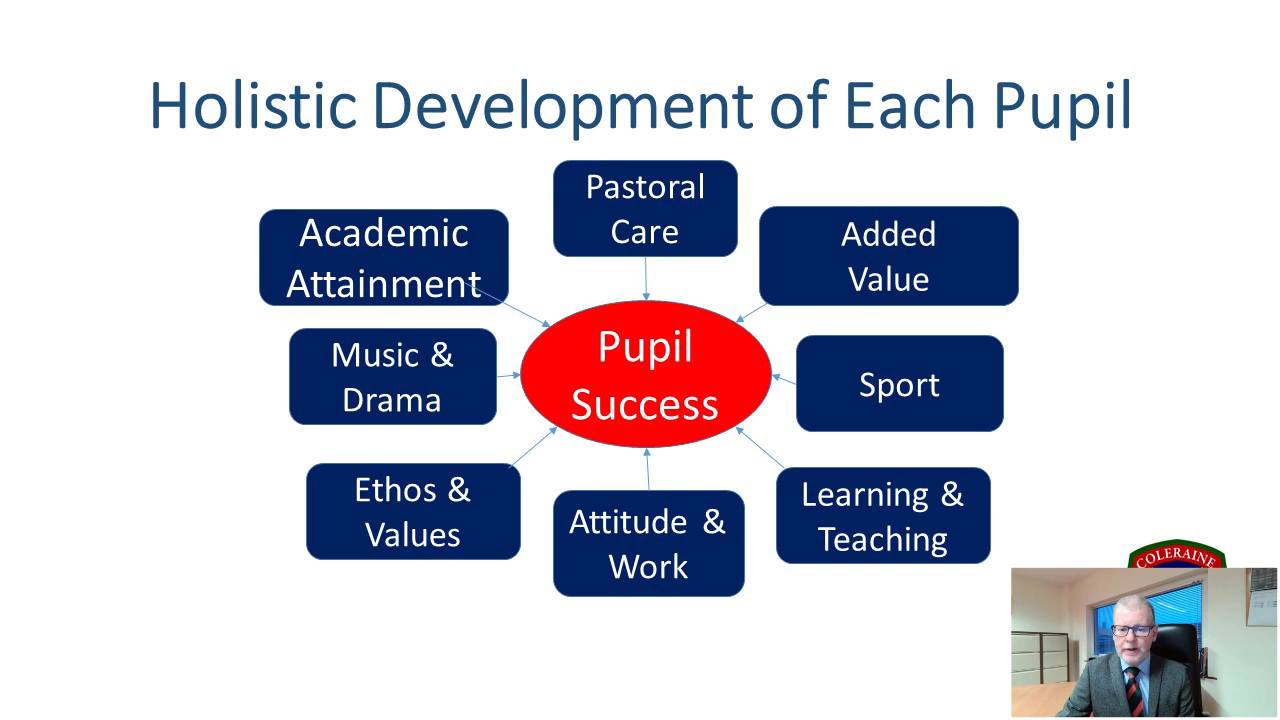 Holistic Development of Each Pupil
Pastoral
Care
Academic
Attainment
Added
Value
Pupil
Success
Music &
Drama
Sport
Ethos &
Values
Attitude &
Work
Learning &
Teaching
COLERAINE